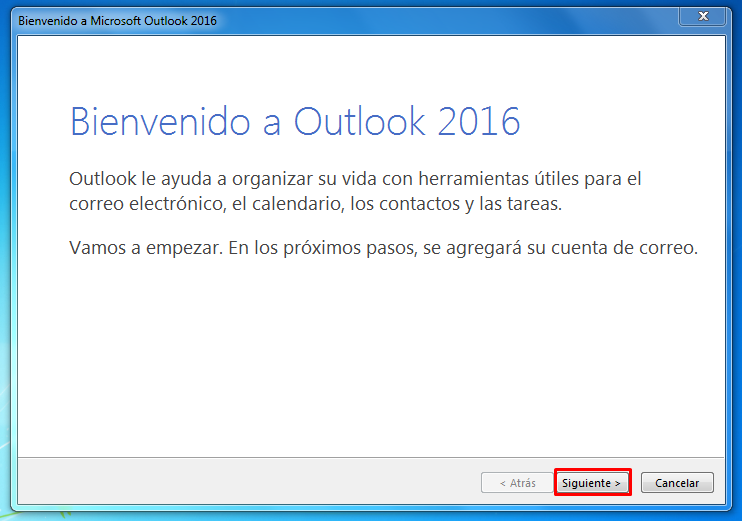 Bienvenido a Microsoft Outlook 2016
Bienvenido a Outlook 2016
Outlook le ayuda a organizar su vida con herramientas útiles para el
correo electrónico, el calendario, los contactos y las tareas.
Vamos a empezar. En los próximos pasos, se agregará su cuenta de correo.
< Atrás Siguiente > Cancelar